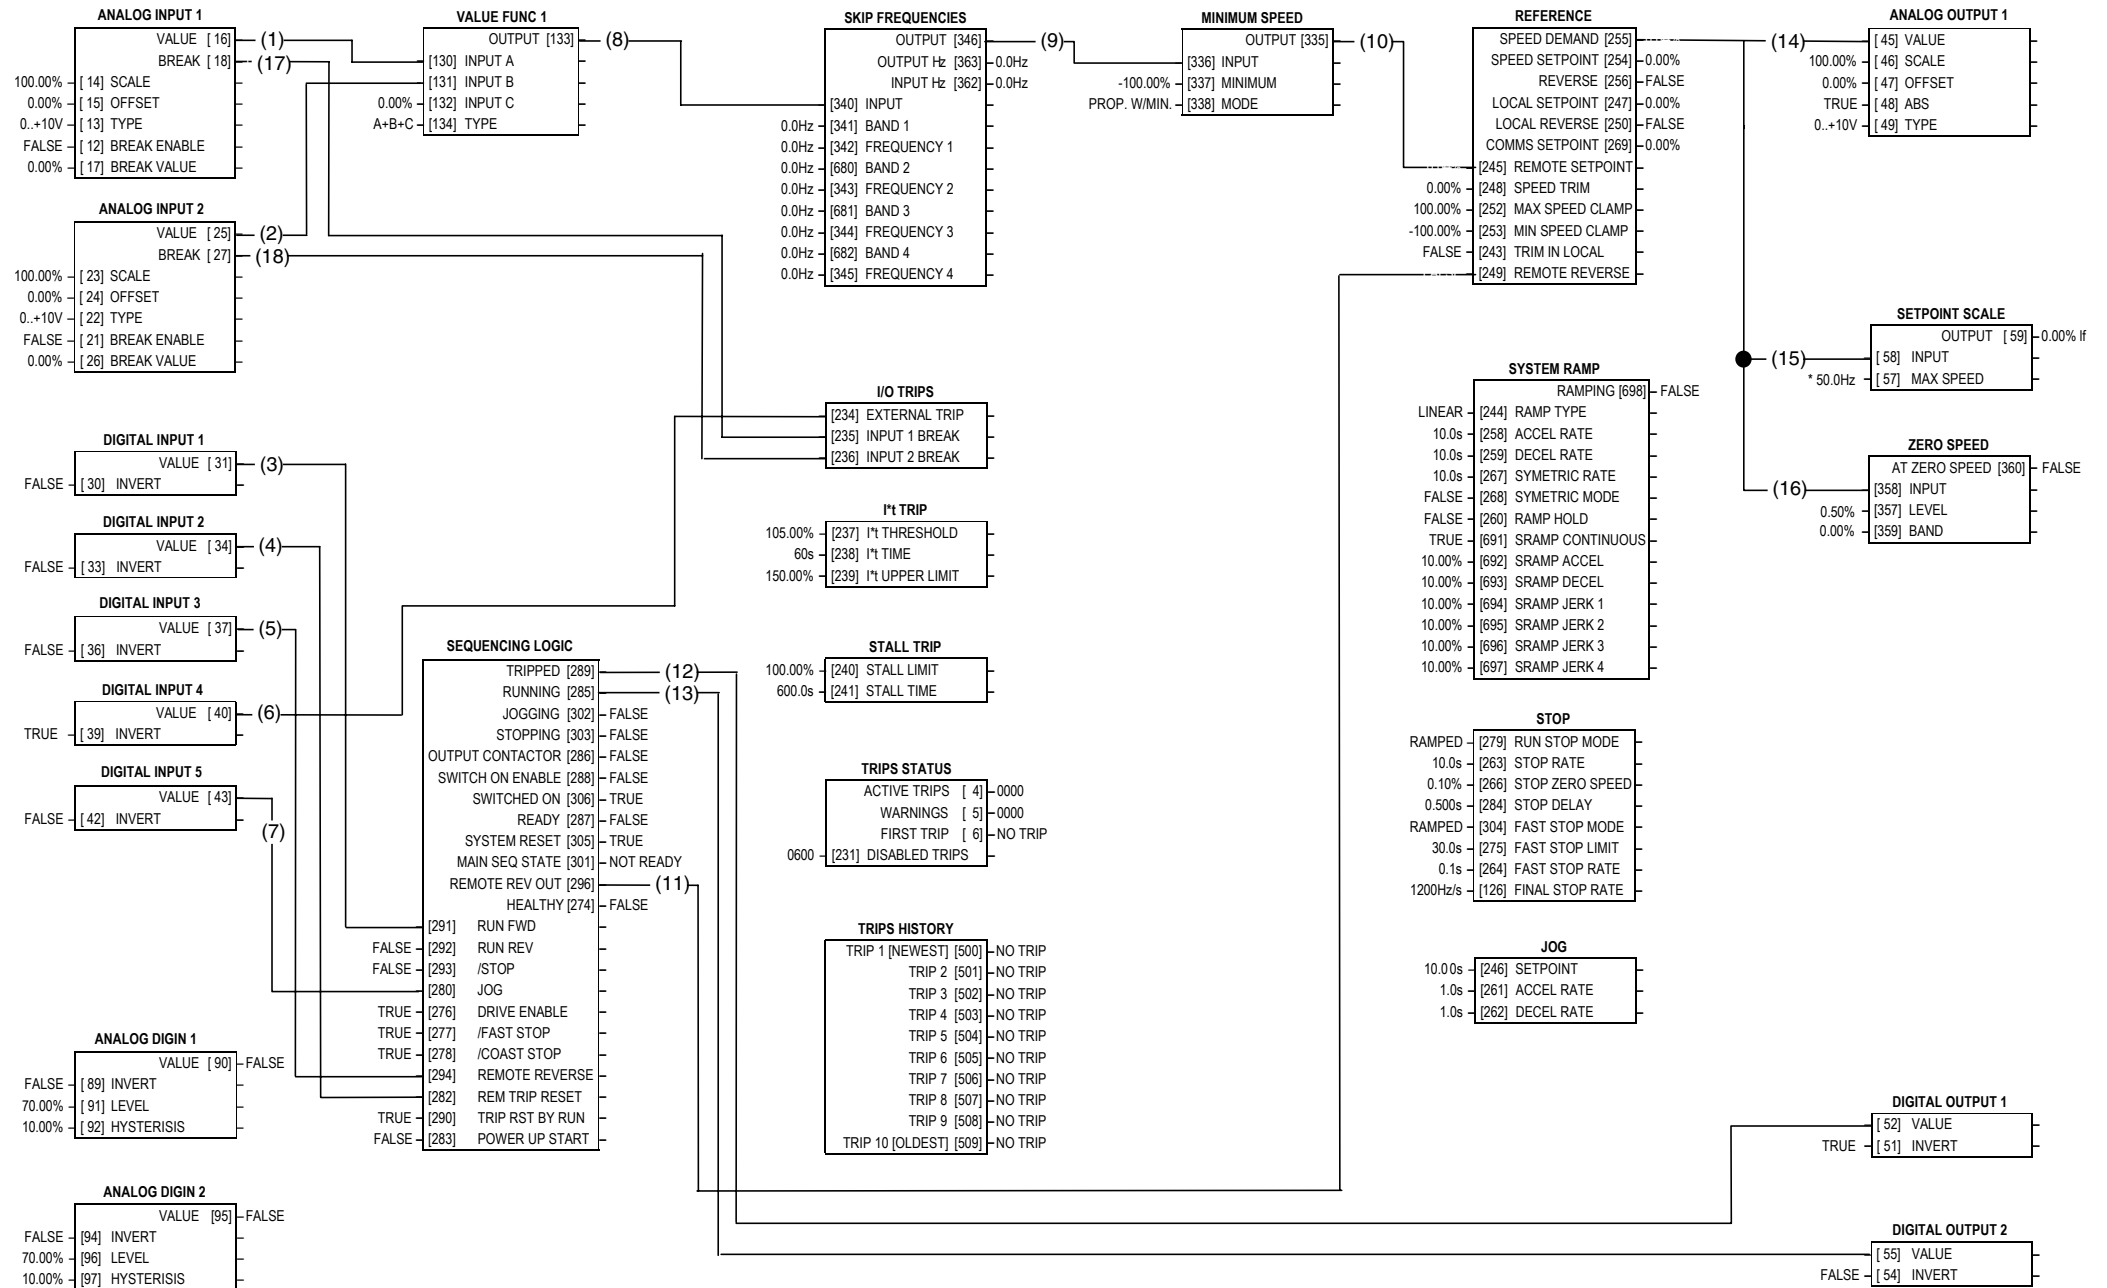 ANALOG INPUT 1
VALUE [ 16] (1)
BREAK [ 18] (17)
100.00% [ 14] SCALE
0.00% [ 15] OFFSET
0..+10V [ 13] TYPE
FALSE [ 12] BREAK ENABLE
0.00% [ 17] BREAK VALUE
ANALOG INPUT 2
VALUE [ 25] (2)
BREAK [ 27] (18)
100.00% [ 23] SCALE
0.00% [ 24] OFFSET
0..+10V [ 22] TYPE
FALSE [ 21] BREAK ENABLE
0.00% [ 26] BREAK VALUE
DIGITAL INPUT 1
VALUE [ 31] (3)
FALSE [ 30] INVERT
DIGITAL INPUT 2
VALUE [ 34] (4)
FALSE [ 33] INVERT
DIGITAL INPUT 3
VALUE [ 37] (5)
FALSE [ 36] INVERT
DIGITAL INPUT 4
VALUE [ 40] (6)
TRUE [ 39] INVERT
DIGITAL INPUT 5
VALUE [ 43]
FALSE [ 42] INVERT
(7)
ANALOG DIGIN 1
VALUE [ 90] FALSE
FALSE [ 89] INVERT
70.00% [ 91] LEVEL
10.00% [ 92] HYSTERISIS
ANALOG DIGIN 2
VALUE [95] FALSE
FALSE [94] INVERT
70.00% [96] LEVEL
10.00% [97] HYSTERISIS
VALUE FUNC 1
OUTPUT [133] (8)
[130] INPUT A
[131] INPUT B
0.00% [132] INPUT C
A+B+C [134] TYPE
SEQUENCING LOGIC
TRIPPED [289] (12)
RUNNING [285] (13)
JOGGING [302] FALSE
STOPPING [303] FALSE
OUTPUT CONTACTOR [286] FALSE
SWITCH ON ENABLE [288] FALSE
SWITCHED ON [306] TRUE
READY [287] FALSE
SYSTEM RESET [305] TRUE
MAIN SEQ STATE [301] NOT READY
REMOTE REV OUT [296] (11)
HEALTHY [274] FALSE
[291] RUN FWD
FALSE [292] RUN REV
FALSE [293] /STOP
[280] JOG
TRUE [276] DRIVE ENABLE
TRUE [277] /FAST STOP
TRUE [278] /COAST STOP
[294] REMOTE REVERSE
[282] REM TRIP RESET
TRUE [290] TRIP RST BY RUN
FALSE [283] POWER UP START
SKIP FREQUENCIES
OUTPUT [346] (9)
OUTPUT Hz [363] 0.0Hz
INPUT Hz [362] 0.0Hz
[340] INPUT
0.0Hz [341] BAND 1
0.0Hz [342] FREQUENCY 1
0.0Hz [680] BAND 2
0.0Hz [343] FREQUENCY 2
0.0Hz [681] BAND 3
0.0Hz [344] FREQUENCY 3
0.0Hz [682] BAND 4
0.0Hz [345] FREQUENCY 4
I/O TRIPS
[234] EXTERNAL TRIP
[235] INPUT 1 BREAK
[236] INPUT 2 BREAK
I*t TRIP
105.00% [237] I*t THRESHOLD
60s [238] I*t TIME
150.00% [239] I*t UPPER LIMIT
STALL TRIP
100.00% [240] STALL LIMIT
600.0s [241] STALL TIME
TRIPS STATUS
ACTIVE TRIPS [ 4] 0000
WARNINGS [ 5] 0000
FIRST TRIP [ 6] NO TRIP
0600 [231] DISABLED TRIPS
TRIPS HISTORY
TRIP 1 [NEWEST] [500] NO TRIP
TRIP 2 [501] NO TRIP
TRIP 3 [502] NO TRIP
TRIP 4 [503] NO TRIP
TRIP 5 [504] NO TRIP
TRIP 6 [505] NO TRIP
TRIP 7 [506] NO TRIP
TRIP 8 [507] NO TRIP
TRIP 9 [508] NO TRIP
TRIP 10 [OLDEST] [509] NO TRIP
MINIMUM SPEED
OUTPUT [335] (10)
[336] INPUT
-100.00% [337] MINIMUM
PROP. W/MIN. [338] MODE
REFERENCE
SPEED DEMAND [255]
SPEED SETPOINT [254] 0.00%
REVERSE [256] FALSE
LOCAL SETPOINT [247] 0.00%
LOCAL REVERSE [250] FALSE
COMMS SETPOINT [269] 0.00%
[245] REMOTE SETPOINT
0.00% [248] SPEED TRIM
100.00% [252] MAX SPEED CLAMP
-100.00% [253] MIN SPEED CLAMP
FALSE [243] TRIM IN LOCAL
[249] REMOTE REVERSE
SYSTEM RAMP
RAMPING [698] FALSE
LINEAR [244] RAMP TYPE
10.0s [258] ACCEL RATE
10.0s [259] DECEL RATE
10.0s [267] SYMETRIC RATE
FALSE [268] SYMETRIC MODE
FALSE [260] RAMP HOLD
TRUE [691] SRAMP CONTINUOUS
10.00% [692] SRAMP ACCEL
10.00% [693] SRAMP DECEL
10.00% [694] SRAMP JERK 1
10.00% [695] SRAMP JERK 2
10.00% [696] SRAMP JERK 3
10.00% [697] SRAMP JERK 4
STOP
RAMPED [279] RUN STOP MODE
10.0s [263] STOP RATE
0.10% [266] STOP ZERO SPEED
0.500s [284] STOP DELAY
RAMPED [304] FAST STOP MODE
30.0s [275] FAST STOP LIMIT
0.1s [264] FAST STOP RATE
1200Hz/s [126] FINAL STOP RATE
JOG
10.00s [246] SETPOINT
1.0s [261] ACCEL RATE
1.0s [262] DECEL RATE
ANALOG OUTPUT 1
(14) [ 45] VALUE
100.00% [ 46] SCALE
0.00% [ 47] OFFSET
TRUE [ 48] ABS
0..+10V [ 49] TYPE
SETPOINT SCALE
OUTPUT [ 59] 0.00% lf
(15) [ 58] INPUT
* 50.0Hz [ 57] MAX SPEED
ZERO SPEED
AT ZERO SPEED [360] FALSE
(16) [358] INPUT
0.50% [357] LEVEL
0.00% [359] BAND
DIGITAL OUTPUT 1
[ 52] VALUE
TRUE [ 51] INVERT
DIGITAL OUTPUT 2
[ 55] VALUE
FALSE [ 54] INVERT